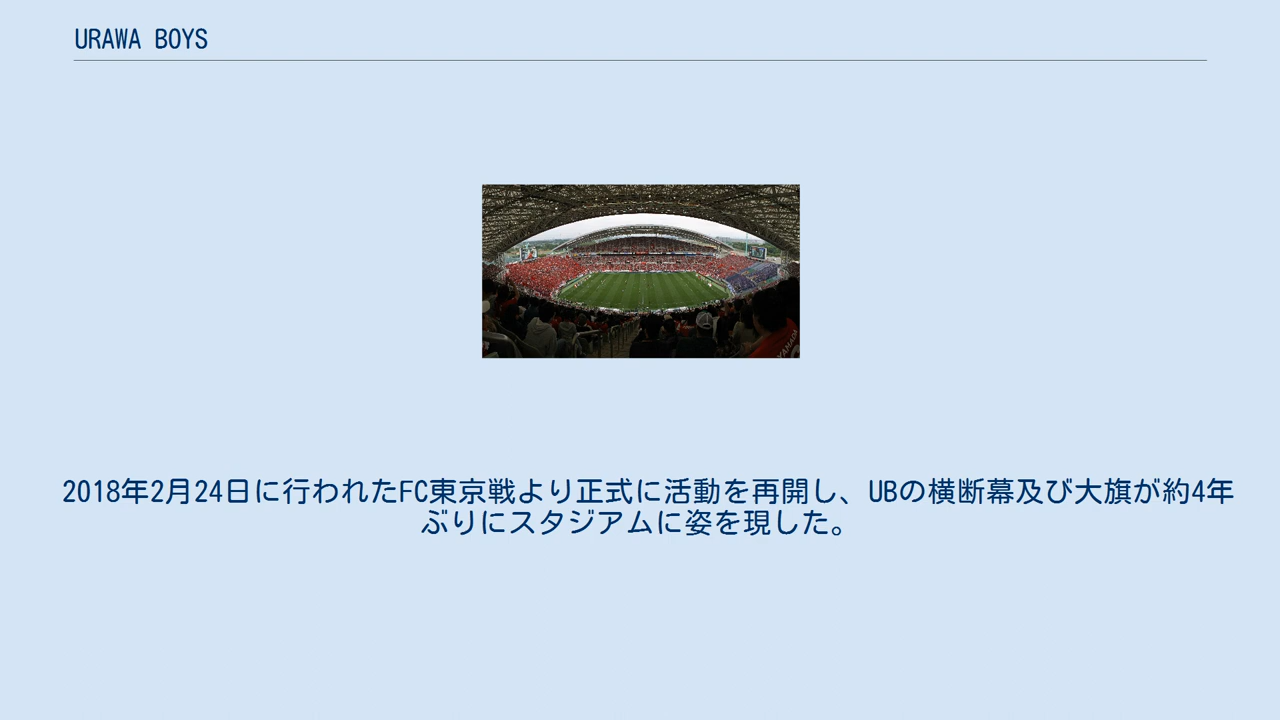 URAWA BOYS
2018年2月24日に行われたFC東京戦より正式に活動を再開し、UBの横断幕及び大旗が約4年
ぶりにスタジアムに姿を現した。